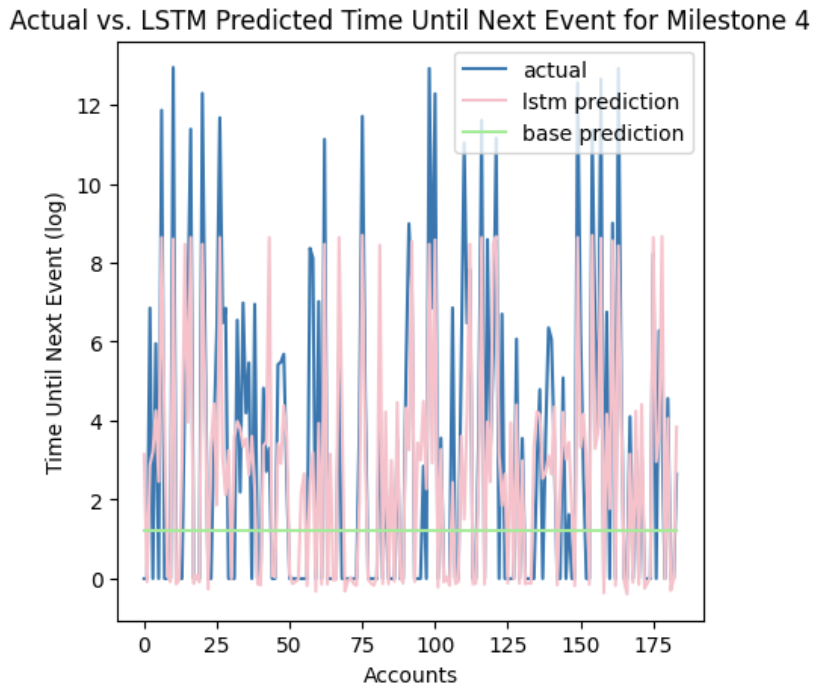 Actual vs. LSTM Predicted Time Until Next Event for Milestone 4
actual
lstm prediction
base prediction
Time Until Next Event (log)
12
10
8
6
4
2
0
0 25 50 75 100 125 150 175
Accounts